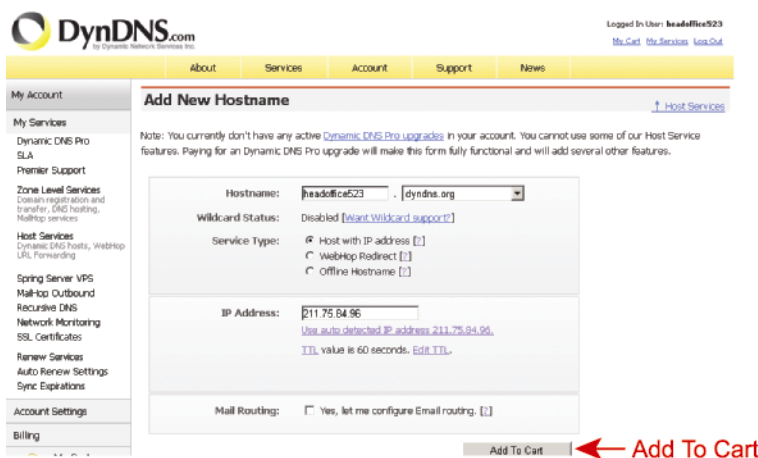 DynDNS.com
by Dynamic Network Services Inc.
Logged In User: headoffice523
My Cart My Services Log Out
About Services Account Support News
My Account
My Services
Dynamic DNS Pro
SLA
Premier Support
Zone Level Services
Domain registration and
transfer, DNS hosting,
MailHop services
Host Services
Dynamic DNS hosts, WebHop
URL Forwarding
Spring Server VPS
MailHop Outbound
Recursive DNS
Network Monitoring
SSL Certificates
Renew Services
Auto Renew Settings
Sync Expirations
Account Settings
Billing
Add New Hostname
↑ Host Services
Note: You currently don't have any active Dynamic DNS Pro upgrades in your account. You cannot use some of our Host Service
features. Paying for an Dynamic DNS Pro upgrade will make this form fully functional and will add several other features.
Hostname: headoffice523 . dyndns.org
Wildcard Status: Disabled [Want Wildcard support?]
Service Type: Host with IP address [?]
WebHop Redirect [?]
Offline Hostname [?]
IP Address: 211.75.84.96
Use auto detected IP address 211.75.84.96.
TTL value is 60 seconds. Edit TTL.
Mail Routing: Yes, let me configure Email routing. [?]
Add To Cart
Add To Cart